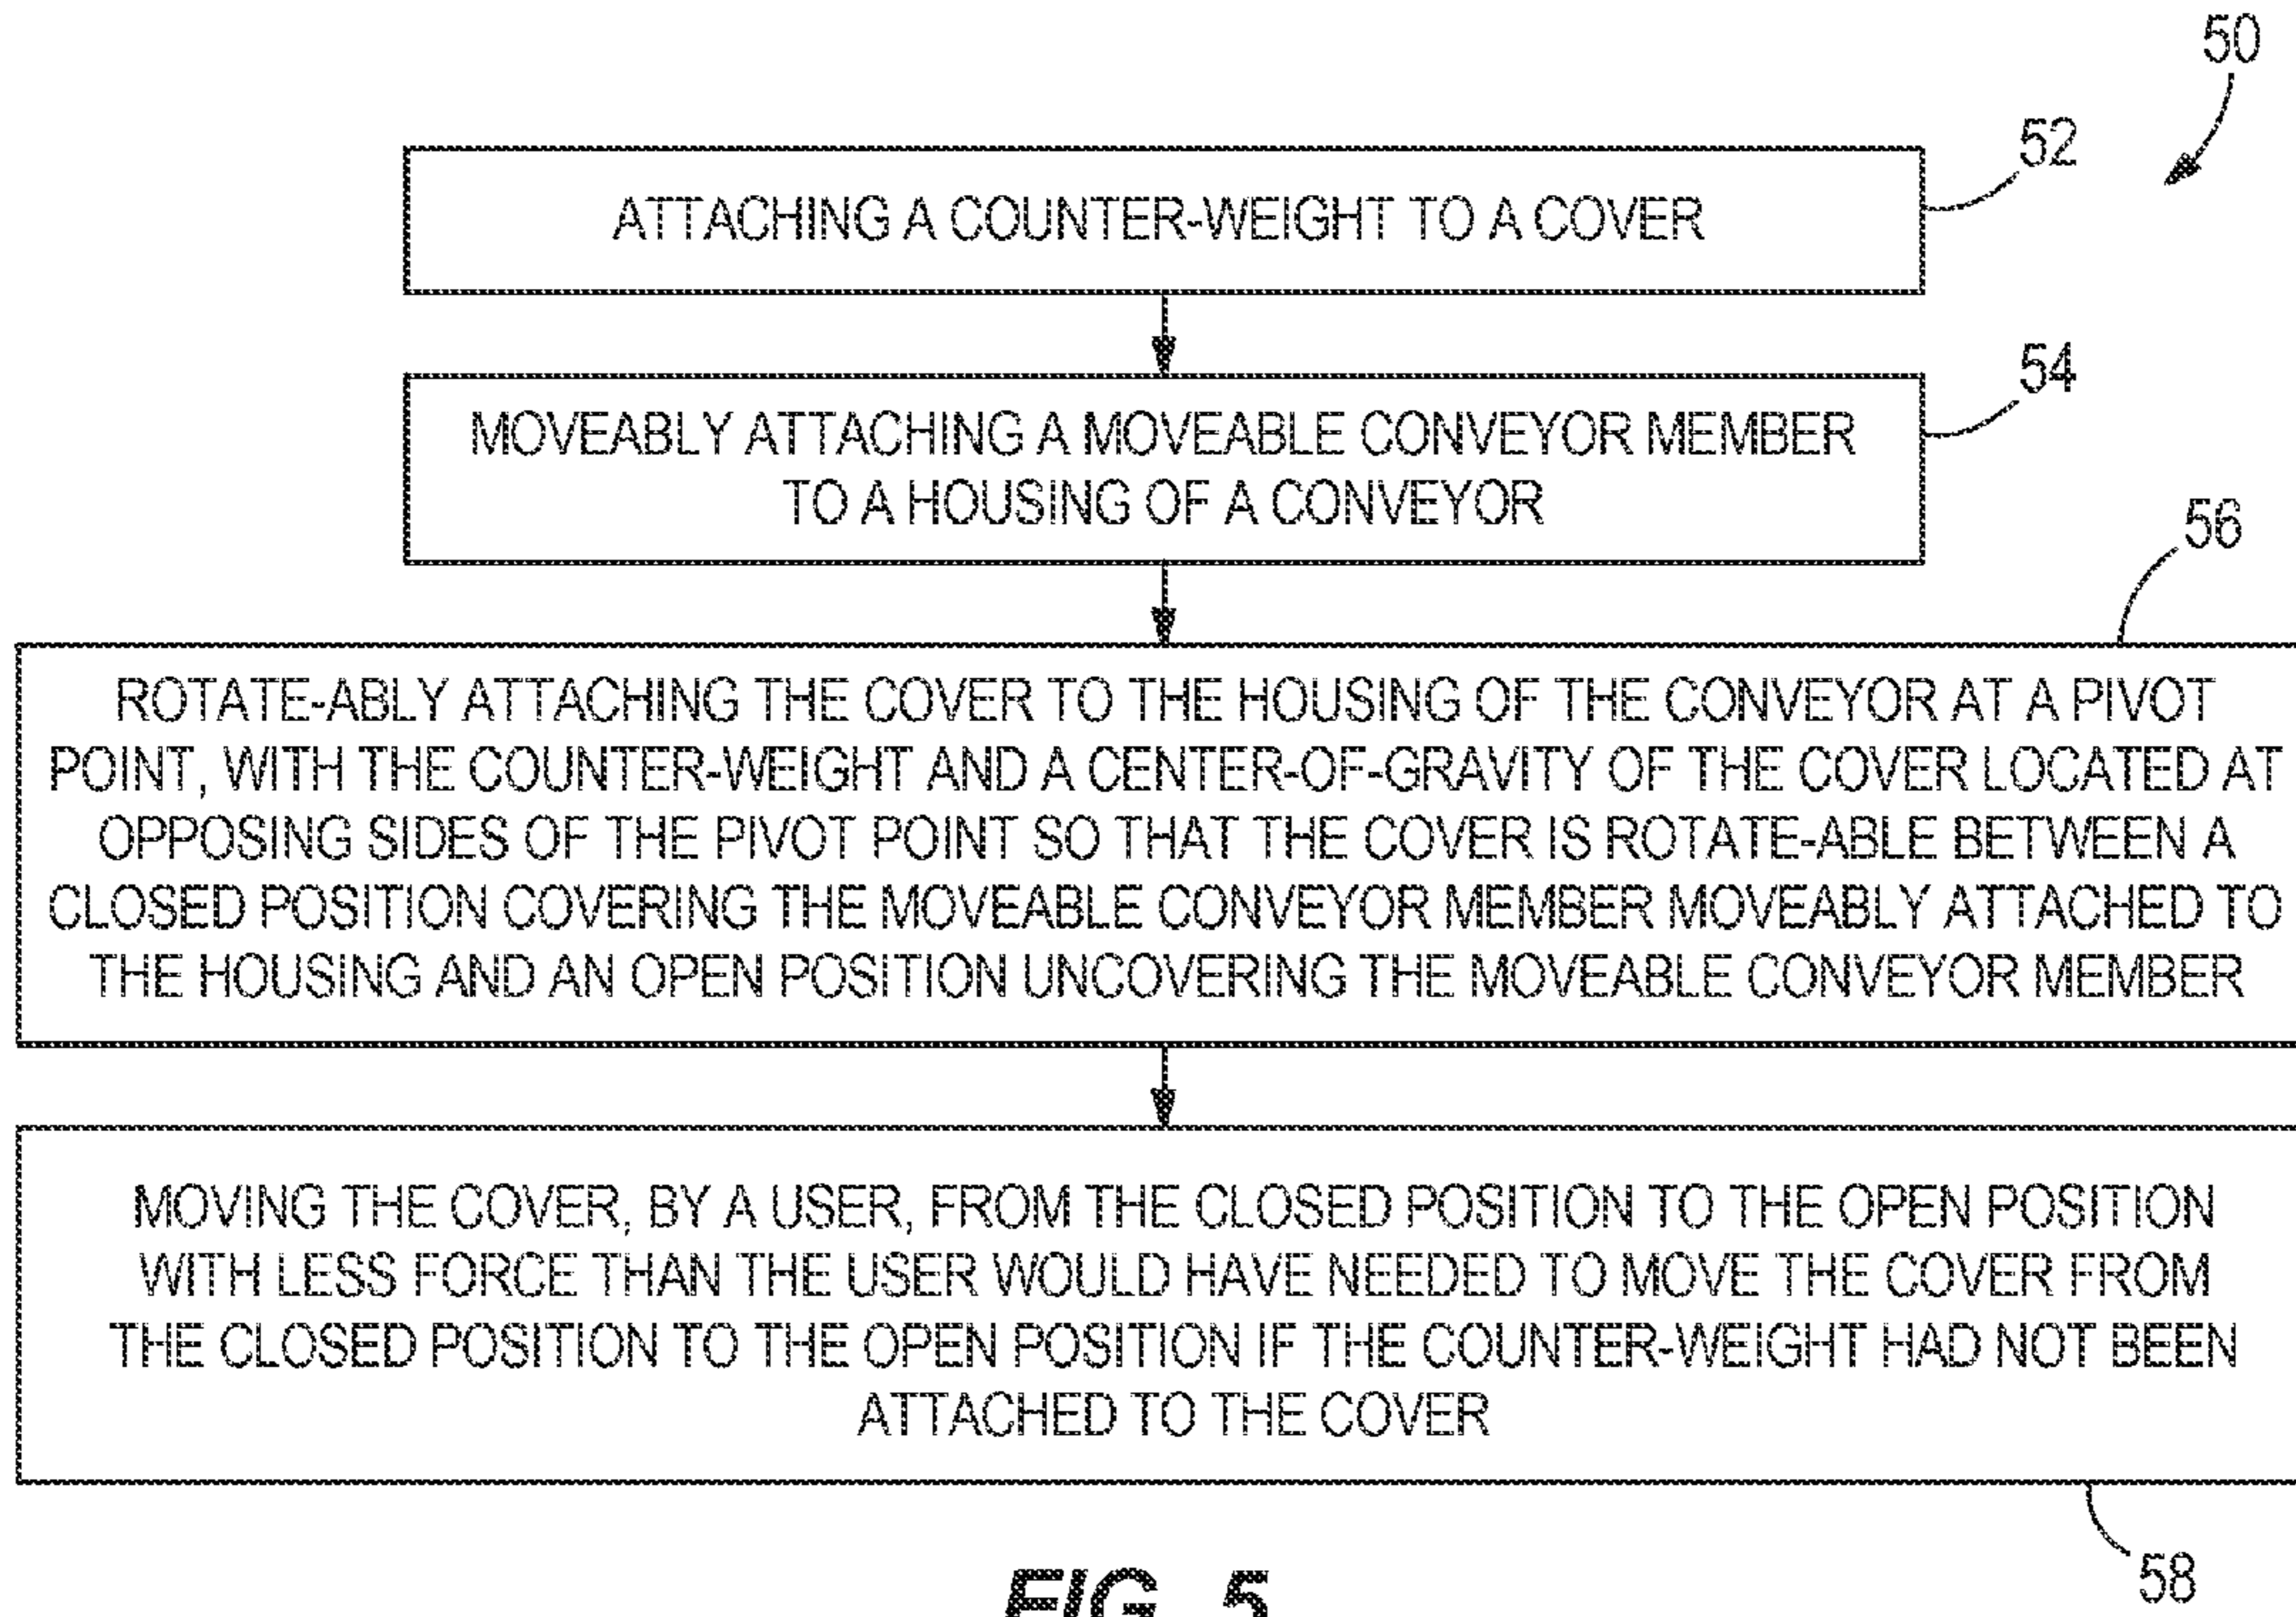 50
52
ATTACHING A COUNTER-WEIGHT TO A COVER
54
MOVEABLY ATTACHING A MOVEABLE CONVEYOR MEMBER
TO A HOUSING OF A CONVEYOR
56
ROTATE-ABLY ATTACHING THE COVER TO THE HOUSING OF THE CONVEYOR AT A PIVOT
POINT, WITH THE COUNTER-WEIGHT AND A CENTER-OF-GRAVITY OF THE COVER LOCATED AT
OPPOSING SIDES OF THE PIVOT POINT SO THAT THE COVER IS ROTATE-ABLE BETWEEN A
CLOSED POSITION COVERING THE MOVEABLE CONVEYOR MEMBER MOVEABLY ATTACHED TO
THE HOUSING AND AN OPEN POSITION UNCOVERING THE MOVEABLE CONVEYOR MEMBER
MOVING THE COVER, BY A USER, FROM THE CLOSED POSITION TO THE OPEN POSITION
WITH LESS FORCE THAN THE USER WOULD HAVE NEEDED TO MOVE THE COVER FROM
THE CLOSED POSITION TO THE OPEN POSITION IF THE COUNTER-WEIGHT HAD NOT BEEN
ATTACHED TO THE COVER
58
FIG. 5